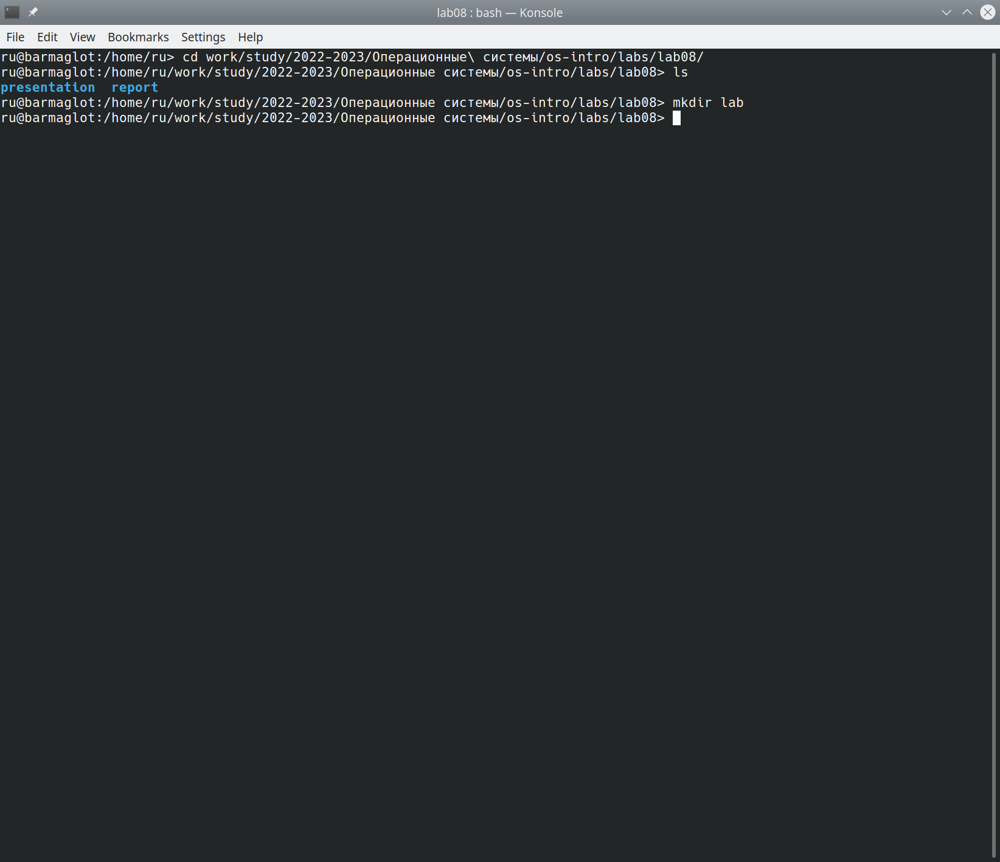 lab08 : bash — Konsole
File Edit View Bookmarks Settings Help
ru@barmaglot:/home/ru> cd work/study/2022-2023/Операционные\ системы/os-intro/labs/lab08/
ru@barmaglot:/home/ru/work/study/2022-2023/Операционные системы/os-intro/labs/lab08> ls
presentation  report
ru@barmaglot:/home/ru/work/study/2022-2023/Операционные системы/os-intro/labs/lab08> mkdir lab
ru@barmaglot:/home/ru/work/study/2022-2023/Операционные системы/os-intro/labs/lab08>